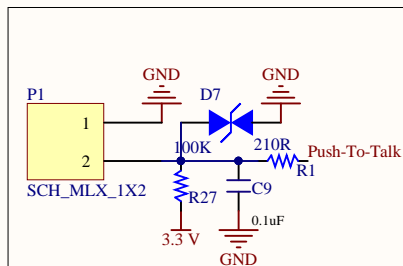 GND
GND
P1
D7
1
100K
210R
Push-To-Talk
2
R1
SCH_MLX_1X2
R27
C9
0.1uF
3.3 V
GND